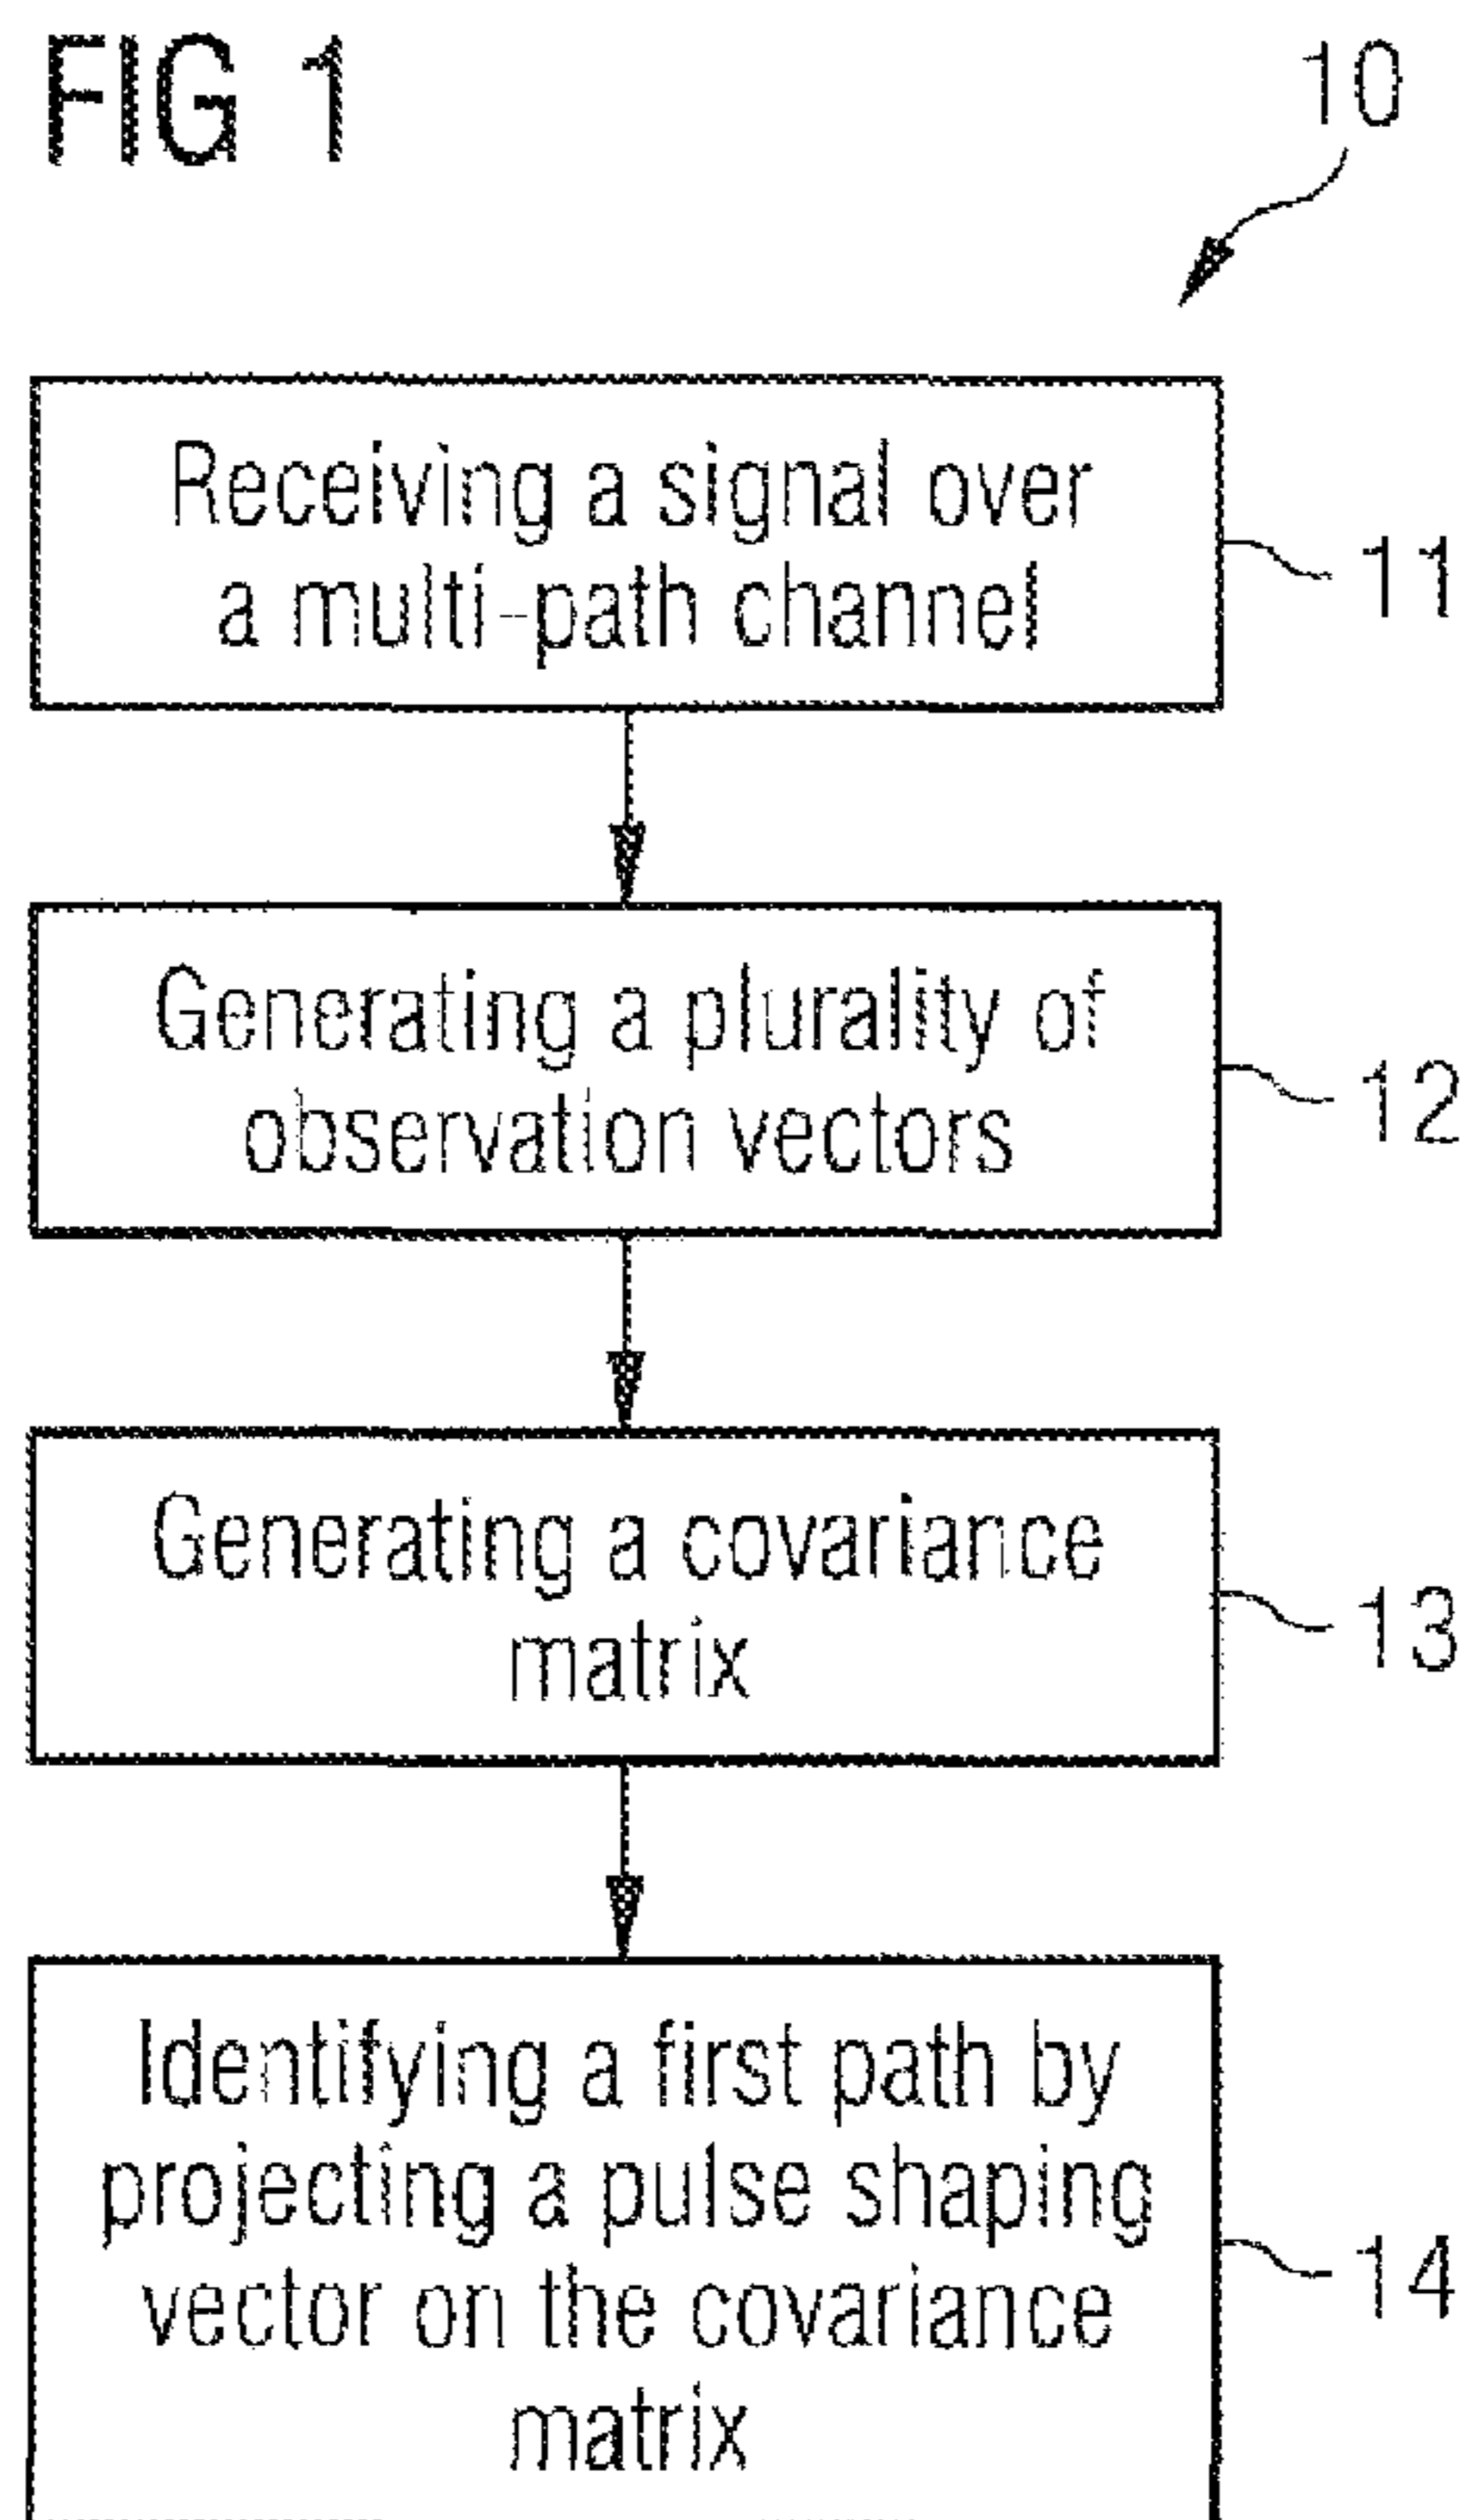 FIG 1
10
Receiving a signal over
a multi-path channel
11
Generating a plurality of
observation vectors
12
Generating a covariance
matrix
13
Identifying a first path by
projecting a pulse shaping
vector on the covariance
matrix
14